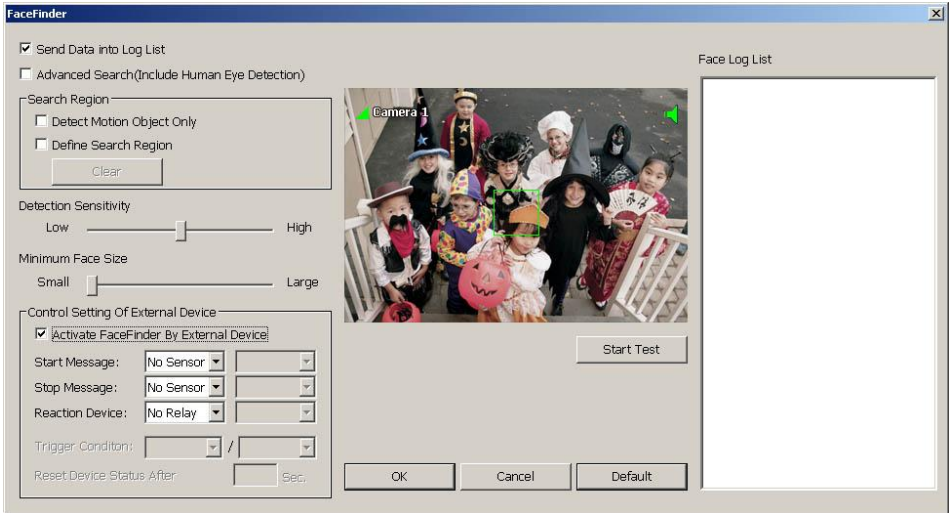 FaceFinder
Send Data into Log List
Advanced Search(Include Human Eye Detection)
Search Region
Detect Motion Object Only
Define Search Region
Clear
Detection Sensitivity
Low High
Minimum Face Size
Small Large
Control Setting Of External Device
Activate FaceFinder By External Device
Start Message: No Sensor
Stop Message: No Sensor
Reaction Device: No Relay
Trigger Conditon: /
Reset Device Status After Sec.
Camera 1
Start Test
OK Cancel Default
Face Log List